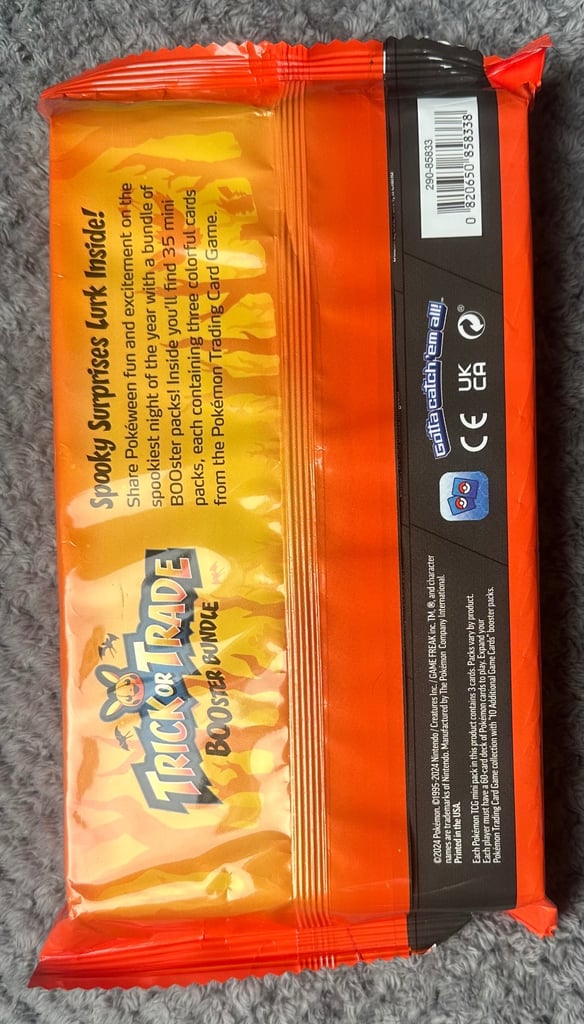 TRICK OR TRADE
BOOSTER BUNDLE
Spooky Surprises Lurk Inside!
Share Pokéween fun and excitement on the
spookiest night of the year with a bundle of
BOOster packs! Inside you'll find 35 mini
packs, each containing three colorful cards
from the Pokémon Trading Card Game.
©2024 Pokémon. ©1995-2024 Nintendo / Creatures Inc. / GAME FREAK inc. TM, ®, and character
names are trademarks of Nintendo. Manufactured by The Pokémon Company International.
Printed in the USA.
Each Pokémon TCG mini pack in this product contains 3 cards. Packs vary by product.
Each player must have a 60-card deck of Pokémon cards to play. Expand your
Pokémon Trading Card Game collection with "10 Additional Game Cards" booster packs.
Gotta catch 'em all!™
CE UK
CA
®
290-85833
0 820650 858338